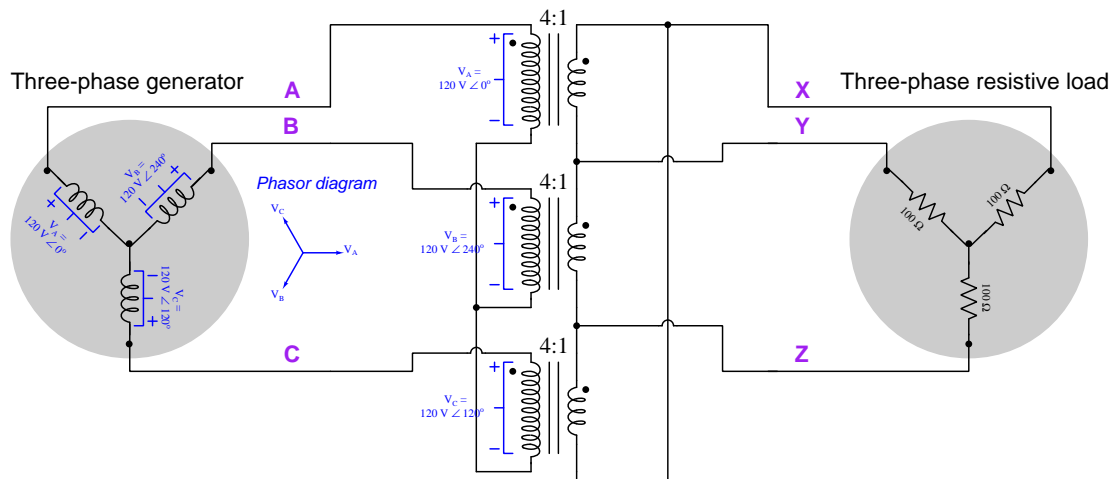 4:1
V_A =
120 V ∠ 0°
+
−
Three-phase generator
A
B
Three-phase resistive load
X
Y
V_B =
120 V ∠ 240°
+
−
+
−
V_A =
120 V ∠ 0°
Phasor diagram
V_C
V_A
V_B
4:1
+
−
V_B =
120 V ∠ 240°
100 Ω
100 Ω
−
+
V_C =
120 V ∠ 120°
100 Ω
C
4:1
Z
+
−
V_C =
120 V ∠ 120°